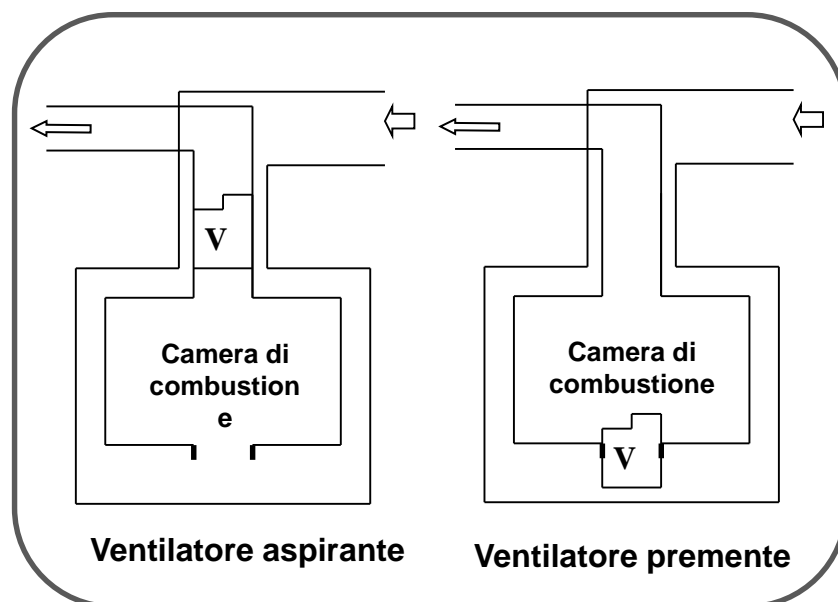 V
Camera di
combustion
e
Ventilatore aspirante
Camera di
combustione
V
Ventilatore premente